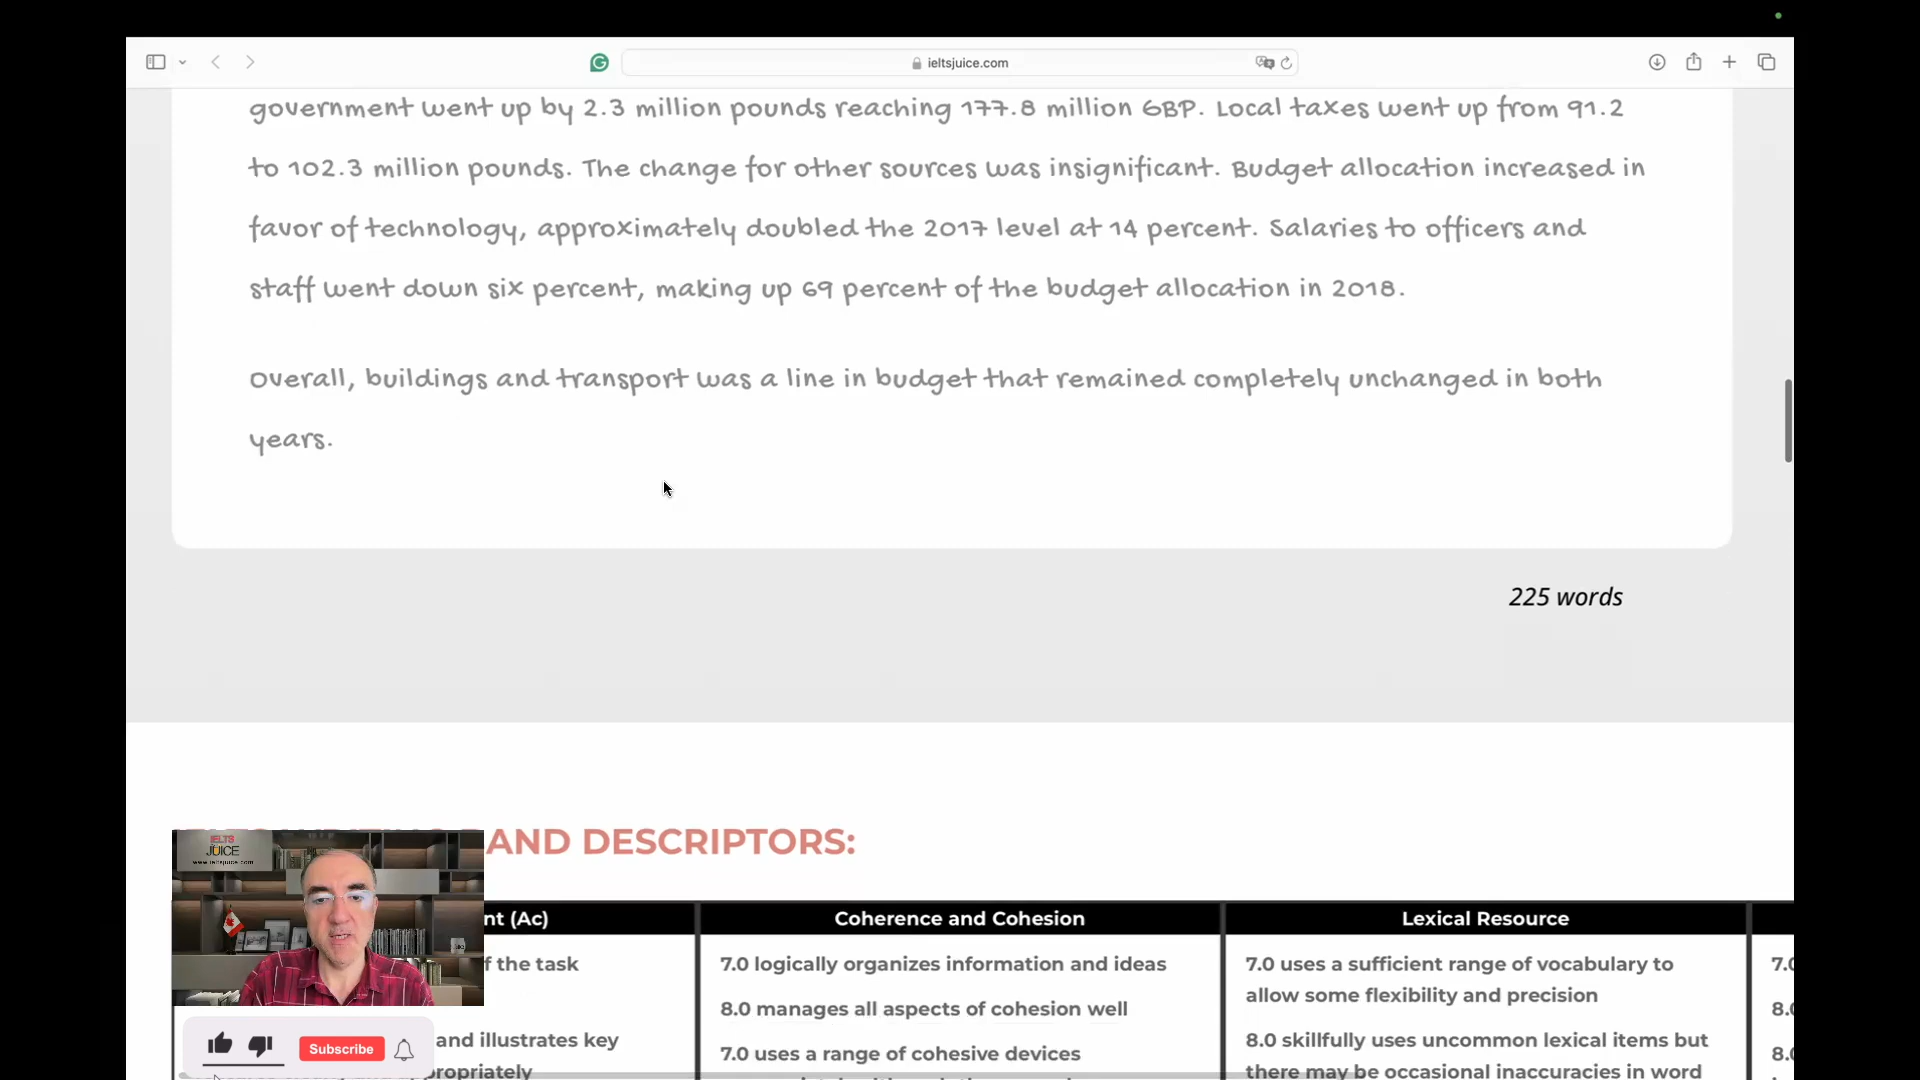 ieltsjuice.com
government went up by 2.3 million pounds reaching 177.8 million GBP. Local taxes went up from 91.2
to 102.3 million pounds. The change for other sources was insignificant. Budget allocation increased in
favor of technology, approximately doubled the 2017 level at 14 percent. Salaries to officers and
staff went down six percent, making up 69 percent of the budget allocation in 2018.
Overall, buildings and transport was a line in budget that remained completely unchanged in both
years.
225 words
AND DESCRIPTORS:
IELTS
JUICE
www.ieltsjuice.com
nt (Ac)
f the task
and illustrates key
propriately
Coherence and Cohesion
7.0 logically organizes information and ideas
8.0 manages all aspects of cohesion well
7.0 uses a range of cohesive devices
Lexical Resource
7.0 uses a sufficient range of vocabulary to
allow some flexibility and precision
8.0 skillfully uses uncommon lexical items but
there may be occasional inaccuracies in word
Subscribe